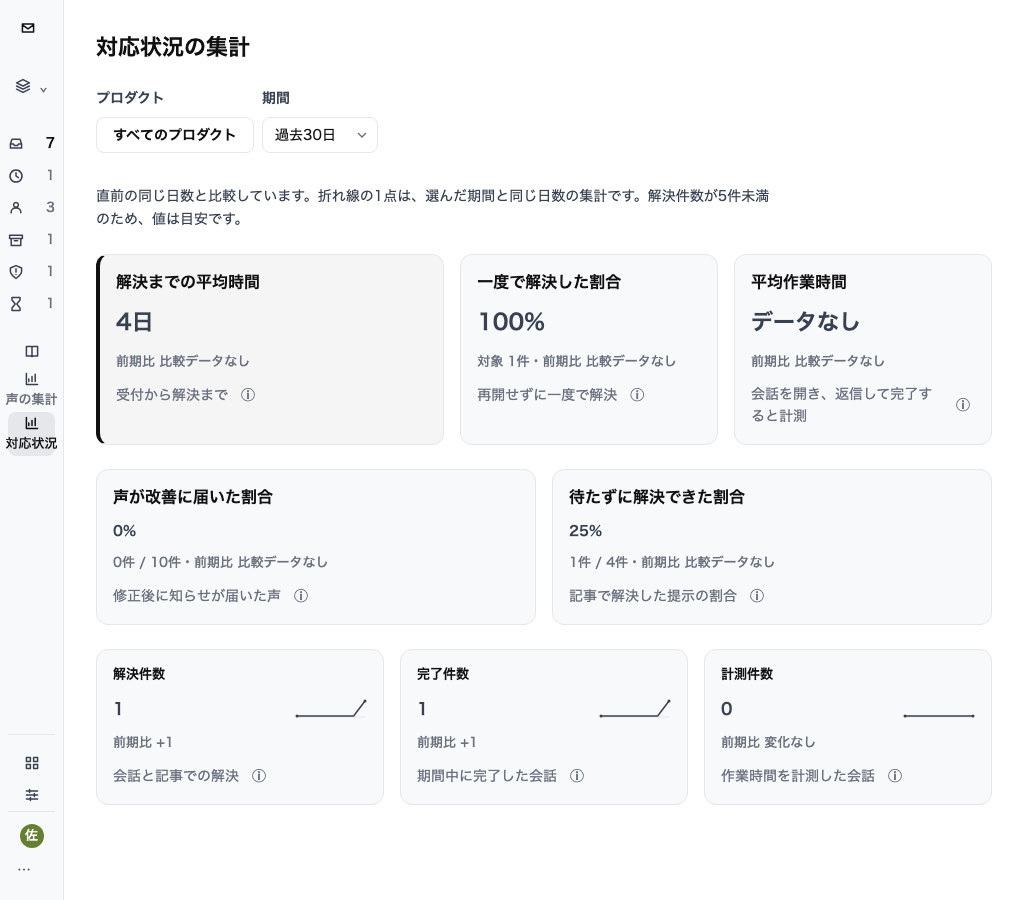 対応状況の集計
プロダクト
期間
すべてのプロダクト
過去30日
7
1
3
1
1
1
声の集計
対応状況
直前の同じ日数と比較しています。折れ線の1点は、選んだ期間と同じ日数の集計です。解決件数が5件未満
のため、値は目安です。
解決までの平均時間
4日
前期比 比較データなし
受付から解決まで
一度で解決した割合
100%
対象 1件・前期比 比較データなし
再開せずに一度で解決
平均作業時間
データなし
前期比 比較データなし
会話を開き、返信して完了す
ると計測
声が改善に届いた割合
0%
0件 / 10件・前期比 比較データなし
修正後に知らせが届いた声
待たずに解決できた割合
25%
1件 / 4件・前期比 比較データなし
記事で解決した提示の割合
解決件数
1
前期比 +1
会話と記事での解決
完了件数
1
前期比 +1
期間中に完了した会話
計測件数
0
前期比 変化なし
作業時間を計測した会話
佐